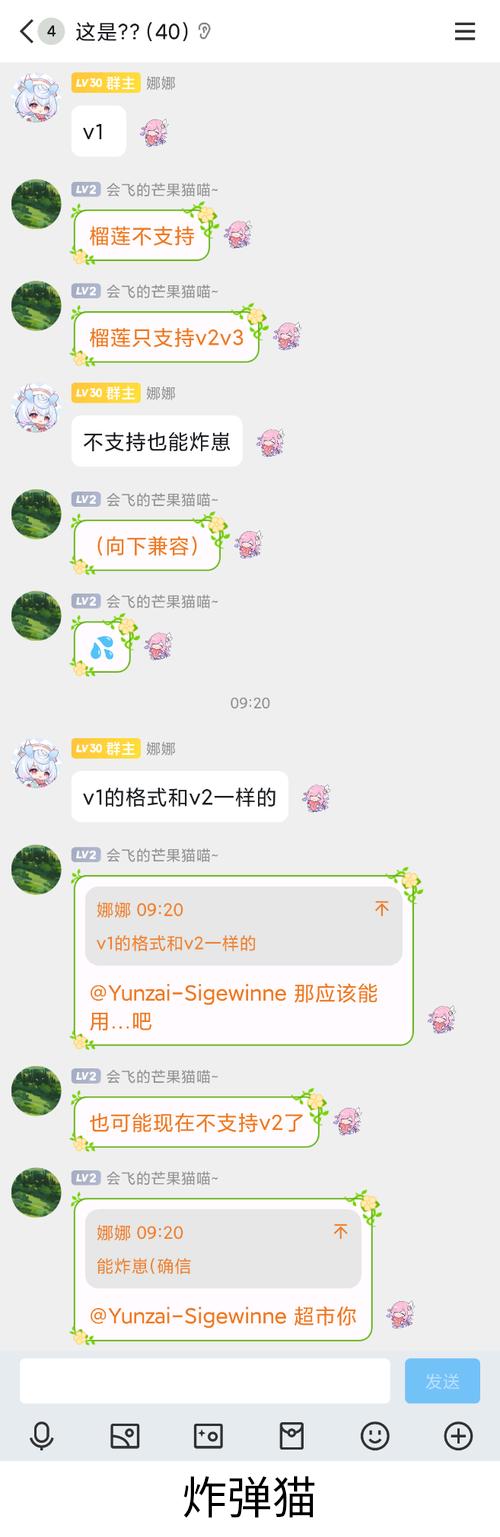 4 这是??(40)
LV30 群主 娜娜
v1
LV2 会飞的芒果猫喵~
榴莲不支持
LV2 会飞的芒果猫喵~
榴莲只支持v2v3
LV30 群主 娜娜
不支持也能炸崽
LV2 会飞的芒果猫喵~
(向下兼容)
LV2 会飞的芒果猫喵~
09:20
LV30 群主 娜娜
v1的格式和v2一样的
LV2 会飞的芒果猫喵~
娜娜 09:20
v1的格式和v2一样的
@Yunzai-Sigewinne 那应该能
用...吧
LV2 会飞的芒果猫喵~
也可能现在不支持v2了
LV2 会飞的芒果猫喵~
娜娜 09:20
能炸崽(确信
@Yunzai-Sigewinne 超市你
发送
炸弹猫